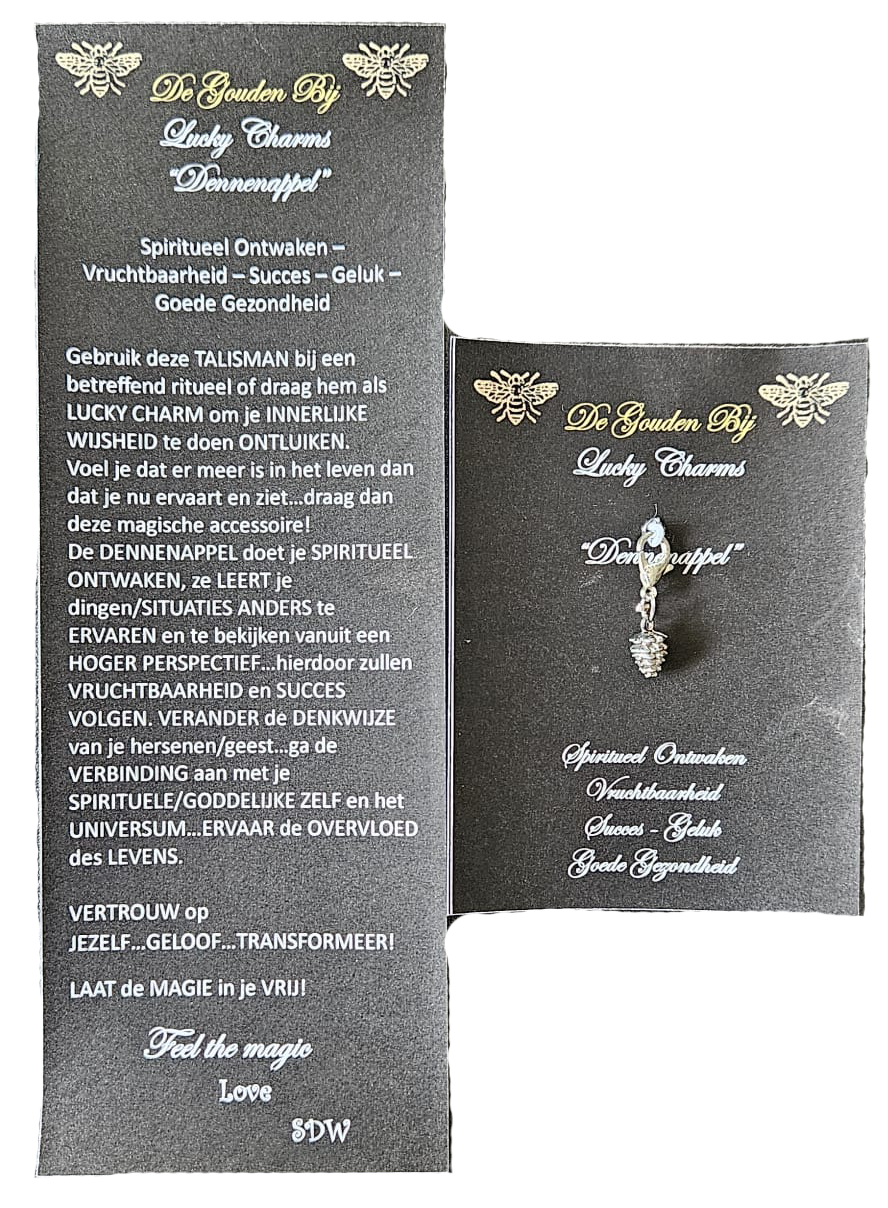 De Gouden Bij
Lucky Charms
“Dennenappel”
Spiritueel Ontwaken –
Vruchtbaarheid – Succes – Geluk –
Goede Gezondheid
Gebruik deze TALISMAN bij een
betreffend ritueel of draag hem als
LUCKY CHARM om je INNERLIJKE
WIJSHEID te doen ONTLUIKEN.
Voel je dat er meer is in het leven dan
dat je nu ervaart en ziet...draag dan
deze magische accessoire!
De DENNENAPPEL doet je SPIRITUEEL
ONTWAKEN, ze LEERT je
dingen/SITUATIES ANDERS te
ERVAREN en te bekijken vanuit een
HOGER PERSPECTIEF...hierdoor zullen
VRUCHTBAARHEID en SUCCES
VOLGEN. VERANDER de DENKWIJZE
van je hersenen/geest...ga de
VERBINDING aan met je
SPIRITUELE/GODDELIJKE ZELF en het
UNIVERSUM...ERVAAR de OVERVLOED
des LEVENS.
VERTROUW op
JEZELF...GELOOF...TRANSFORMEER!
LAAT de MAGIE in je VRIJ!
Feel the magic
Love
SDW
De Gouden Bij
Lucky Charms
“Dennenappel”
Spiritueel Ontwaken
Vruchtbaarheid
Succes - Geluk
Goede Gezondheid